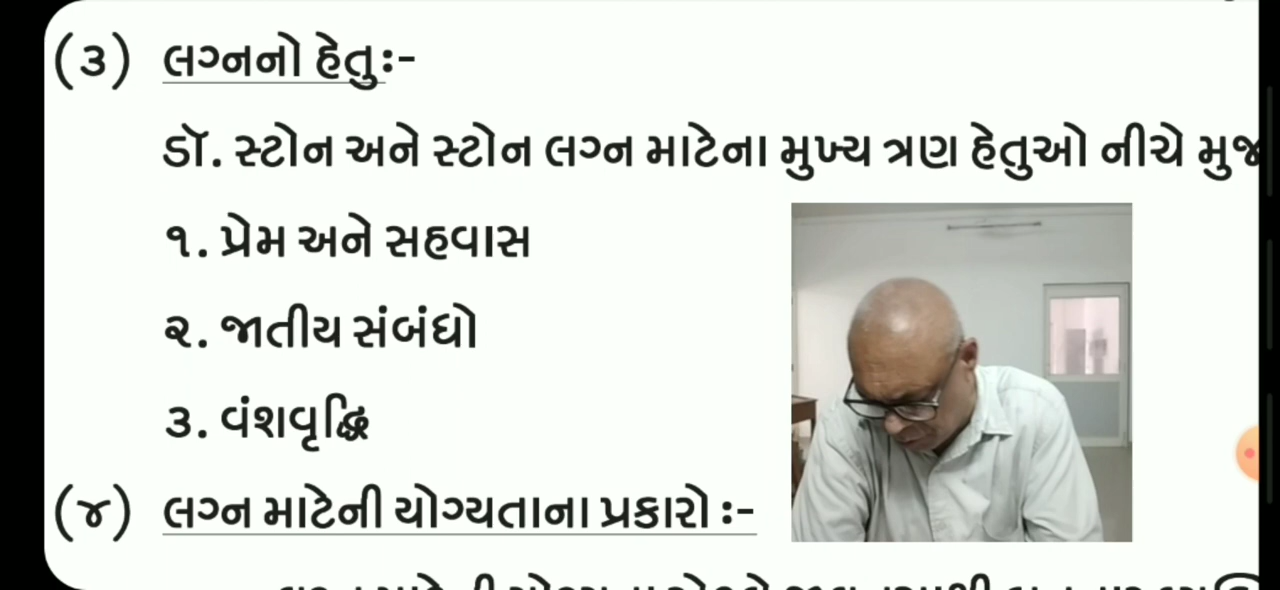 (૩) લગ્નનો હેતુઃ-
ડૉ. સ્ટોન અને સ્ટોન લગ્ન માટેના મુખ્ય ત્રણ હેતુઓ નીચે
૧. પ્રેમ અને સહવાસ
૨. જાતીય સંબંધો
૩. વંશવૃદ્ધિ
(૪) લગ્ન માટેની યોગ્યતાના પ્રકારો :-